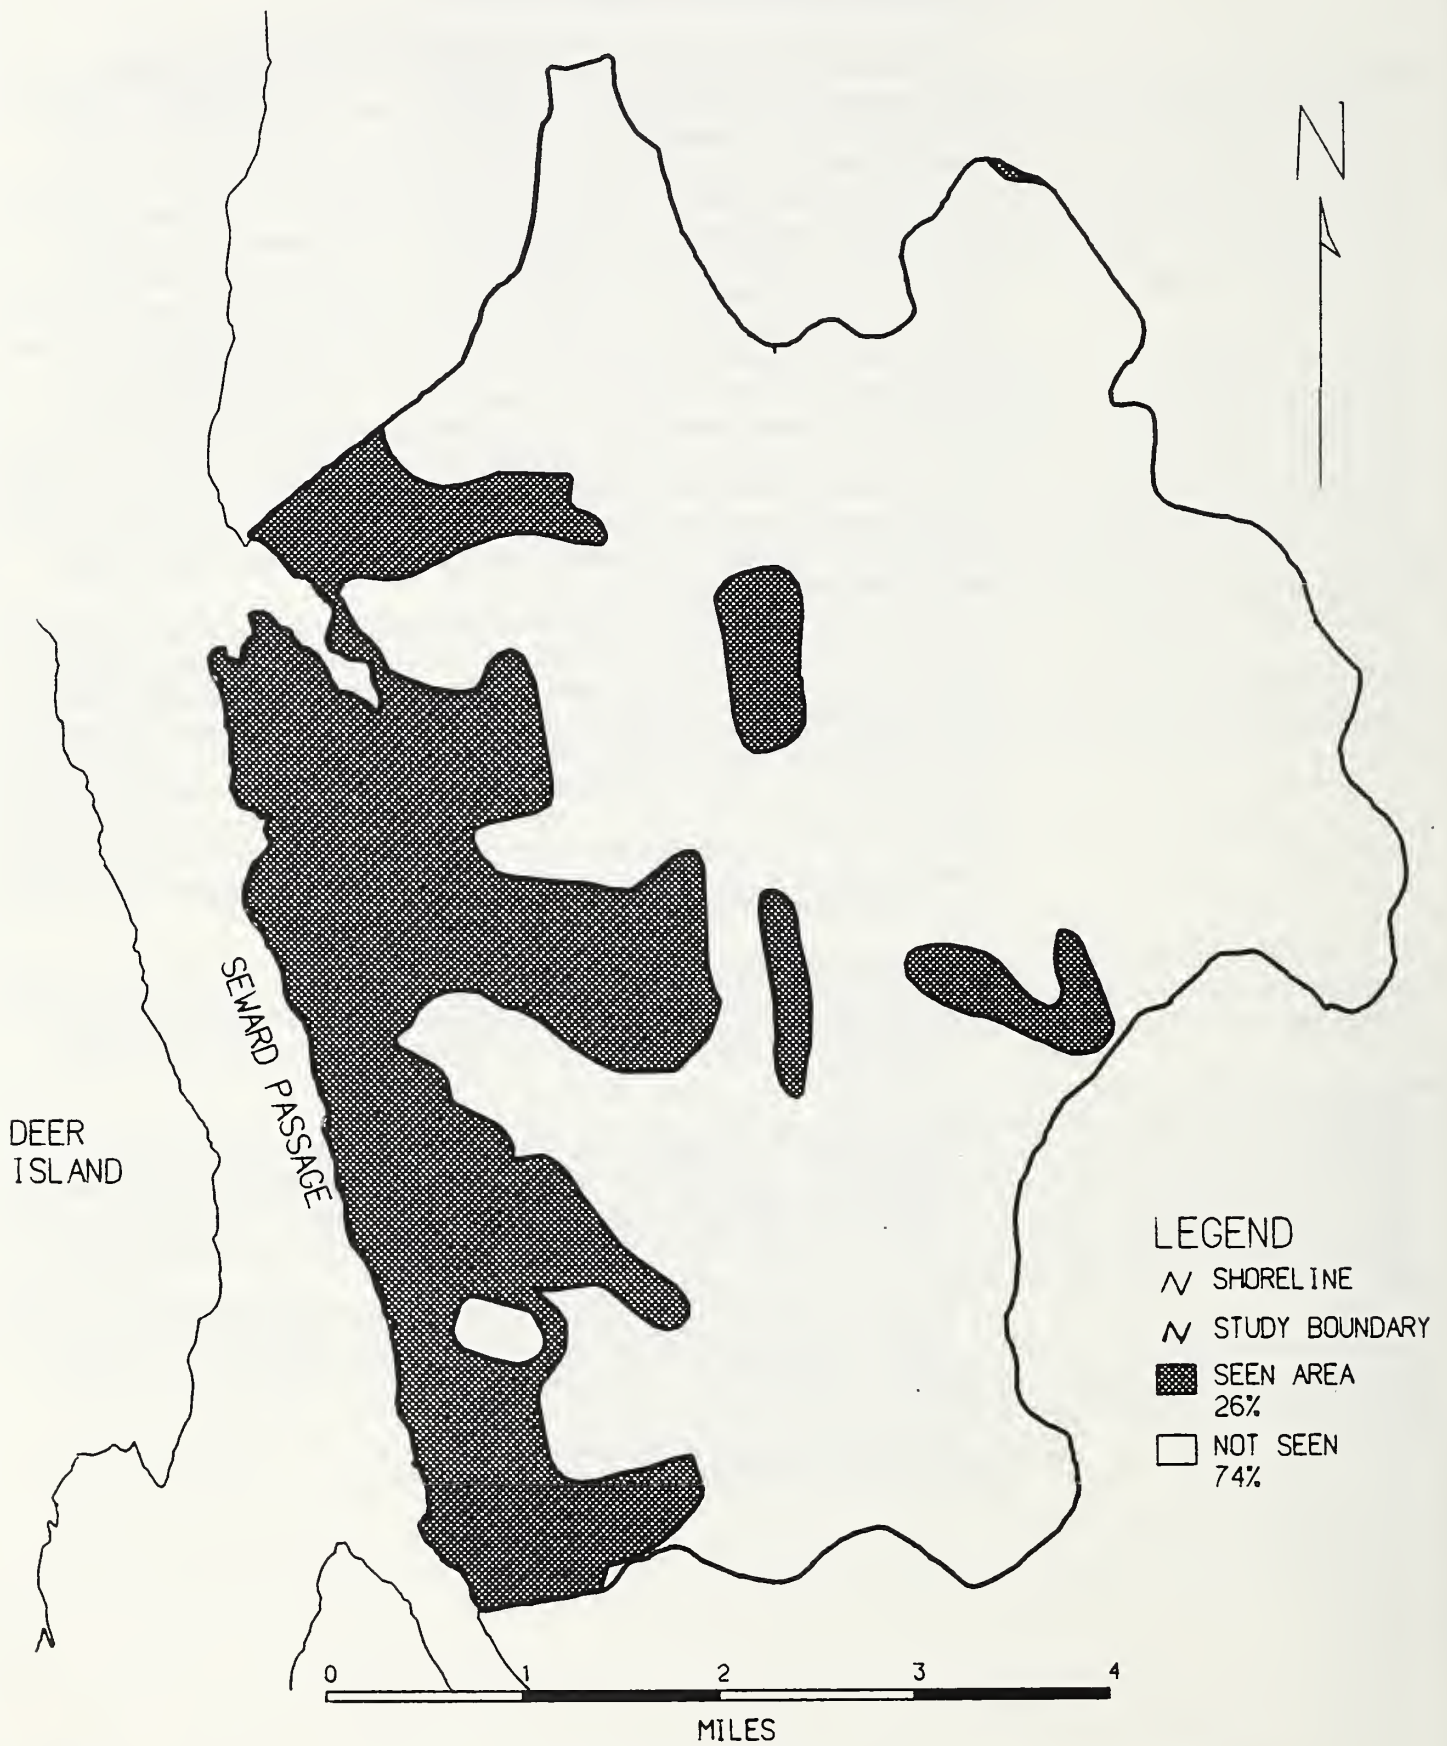 N
SEWARD PASSAGE
DEER
ISLAND
LEGEND
SHORELINE
STUDY BOUNDARY
SEEN AREA
26%
NOT SEEN
74%
0 1 2 3 4
MILES